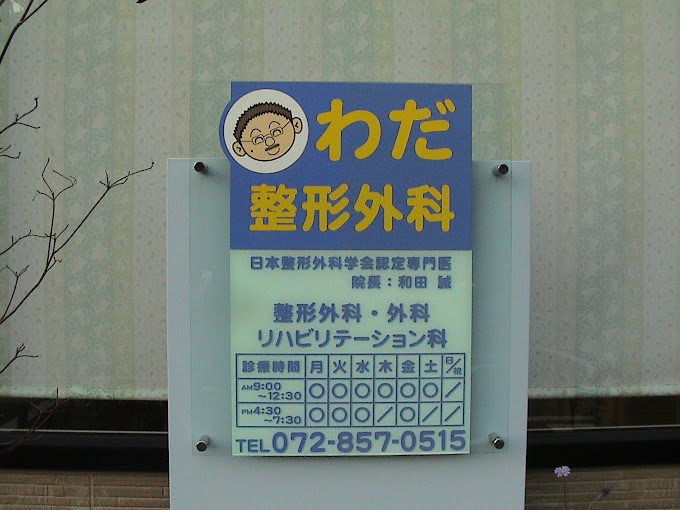 わだ
整形外科
日本整形外科学会認定専門医
院長:和田 誠
整形外科・外科
リハビリテーション科
診療時間 月 火 水 木 金 土 日/祝
AM9:00～12:30 ○ ○ ○ ○ ○ ○ /
PM4:30～7:30 ○ ○ ○ / ○ / /
TEL 072-857-0515